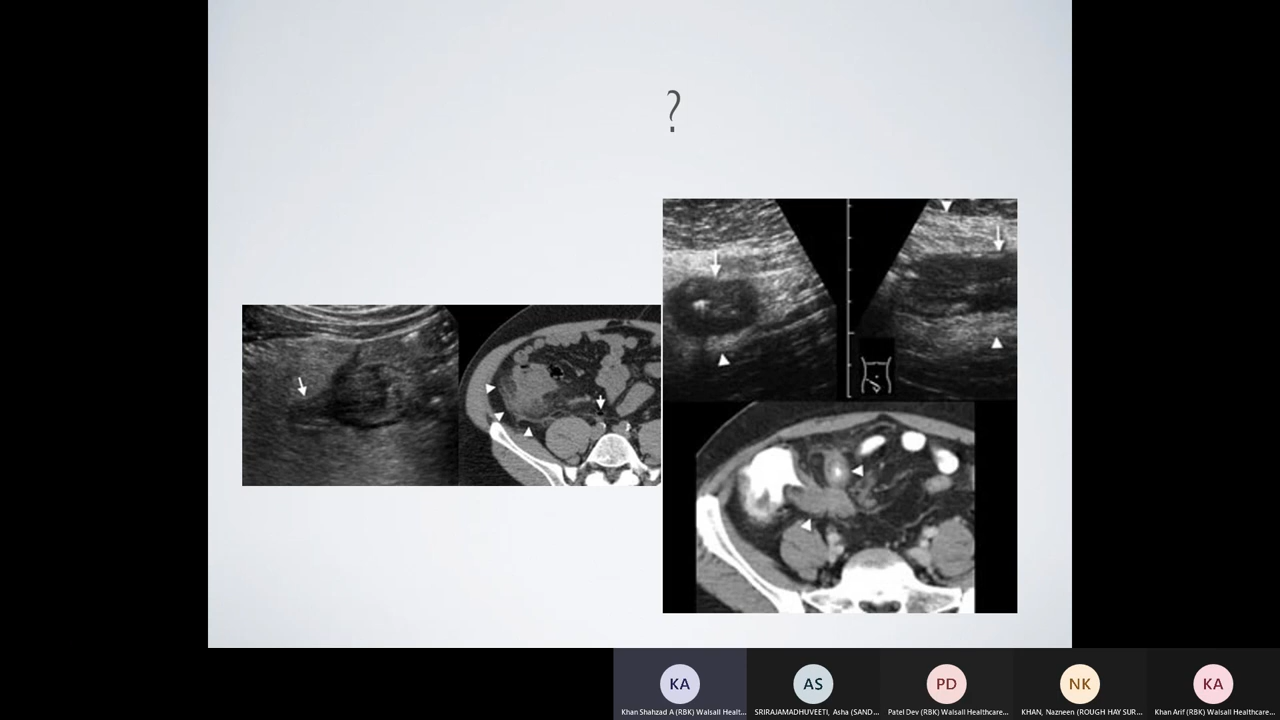 ?
KA
AS
PD
NK
KA
Khan Shahzad A (RBK) Walsall Healt...
SRIRAJAMADHUVEETI, Asha (SAND...
Patel Dev (RBK) Walsall Healthcare...
KHAN, Nazneen (ROUGH HAY SUR...
Khan Arif (RBK) Walsall Healthcare...